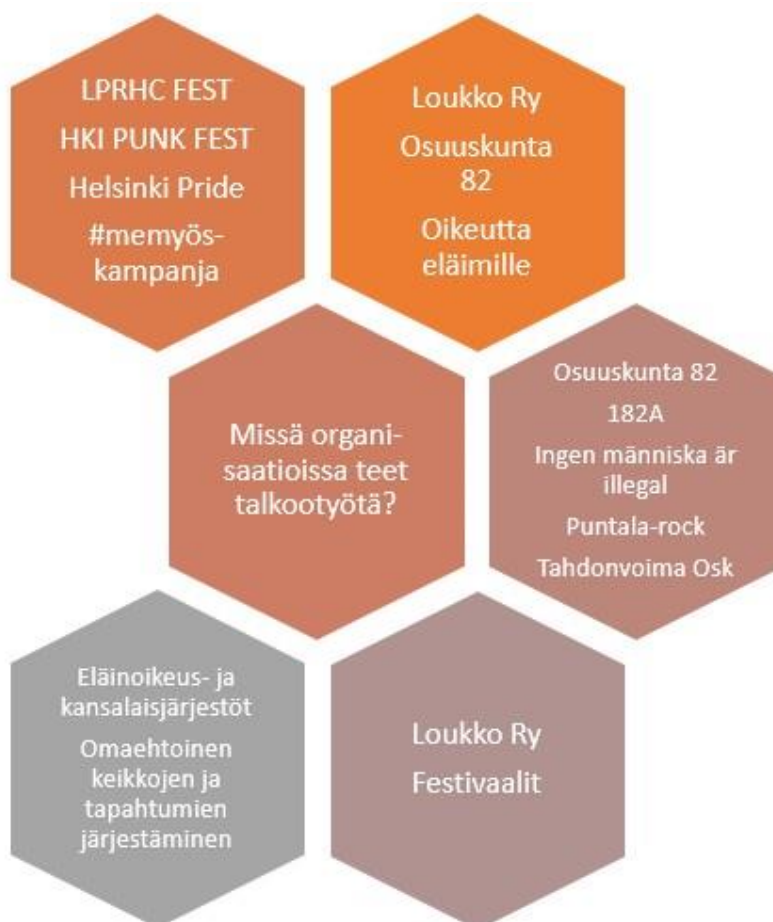 LPRHC FEST
HKI PUNK FEST
Helsinki Pride
#memyös-
kampanja
Loukko Ry
Osuuskunta
82
Oikeutta
eläimille
Missä organi-
saatioissa teet
talkootyötä?
Osuuskunta 82
182A
Ingen människa är
illegal
Puntala-rock
Tahdonvoima Osk
Eläinoikeus- ja
kansalaisjärjestöt
Omaehtoinen
keikkojen ja
tapahtumien
järjestäminen
Loukko Ry
Festivaalit